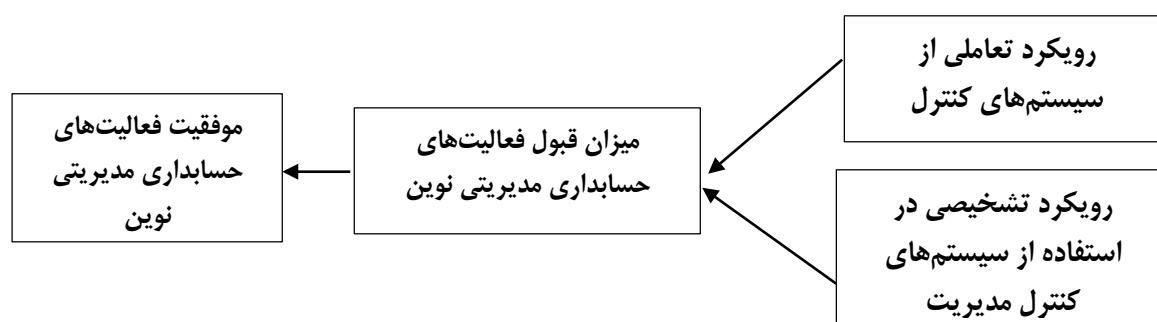 رویکرد تعاملی از
سیستم‌های کنترل
رویکرد تشخیصی در
استفاده از سیستم‌های
کنترل مدیریت
میزان قبول فعالیت‌های
حسابداری مدیریتی نوین
موفقیت فعالیت‌های
حسابداری مدیریتی
نوین